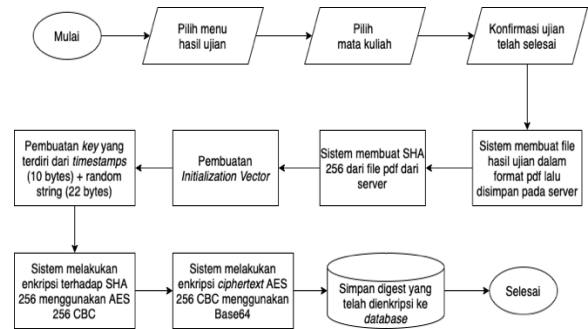 Mulai
Pilih menu
hasil ujian
Pilih
mata kuliah
Konfirmasi ujian
telah selesai
Sistem membuat file
hasil ujian dalam
format pdf lalu
disimpan pada server
Sistem membuat SHA
256 dari file pdf dari
server
Pembuatan
Initialization Vector
Pembuatan key yang
terdiri dari timestamps
(10 bytes) + random
string (22 bytes)
Sistem melakukan
enkripsi terhadap SHA
256 menggunakan AES
256 CBC
Sistem melakukan
enkripsi ciphertext AES
256 CBC menggunakan
Base64
Simpan digest yang
telah dienkripsi ke
database
Selesai